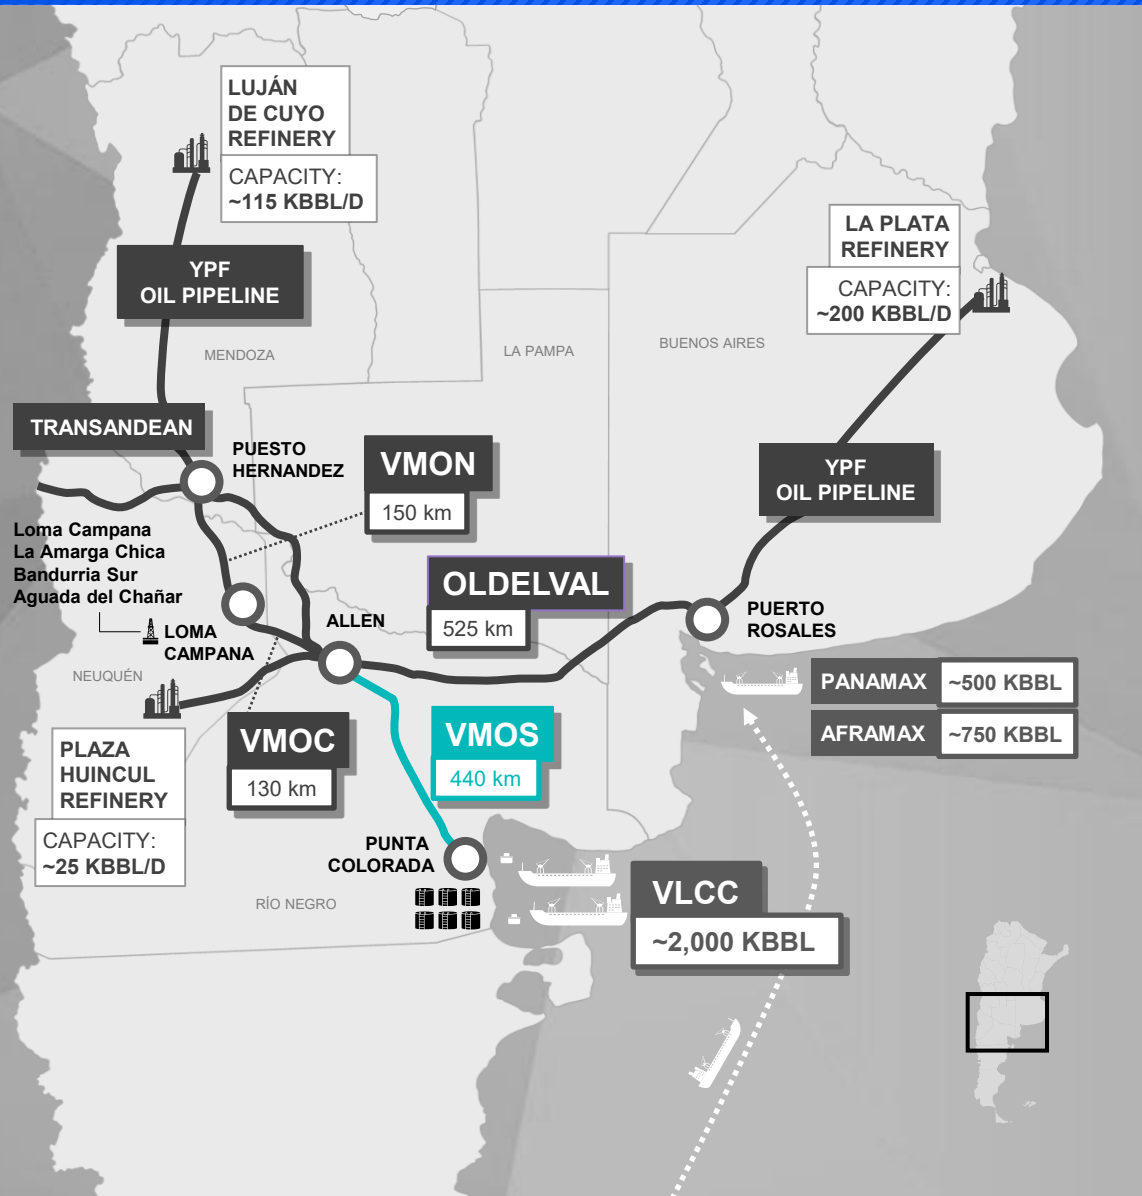 LUJÁN
DE CUYO
REFINERY
CAPACITY:
~115 KBBL/D
YPF
OIL PIPELINE
MENDOZA
LA PAMPA
BUENOS AIRES
LA PLATA
REFINERY
CAPACITY:
~200 KBBL/D
TRANSANDEAN
PUESTO
HERNANDEZ
VMON
150 km
YPF
OIL PIPELINE
Loma Campana
La Amarga Chica
Bandurria Sur
Aguada del Chañar
LOMA
CAMPANA
NEUQUÉN
ALLEN
OLDELVAL
525 km
PUERTO
ROSALES
PANAMAX
~500 KBBL
AFRAMAX
~750 KBBL
PLAZA
HUINCUL
REFINERY
CAPACITY:
~25 KBBL/D
VMOC
130 km
VMOS
440 km
PUNTA
COLORADA
RÍO NEGRO
VLCC
~2,000 KBBL